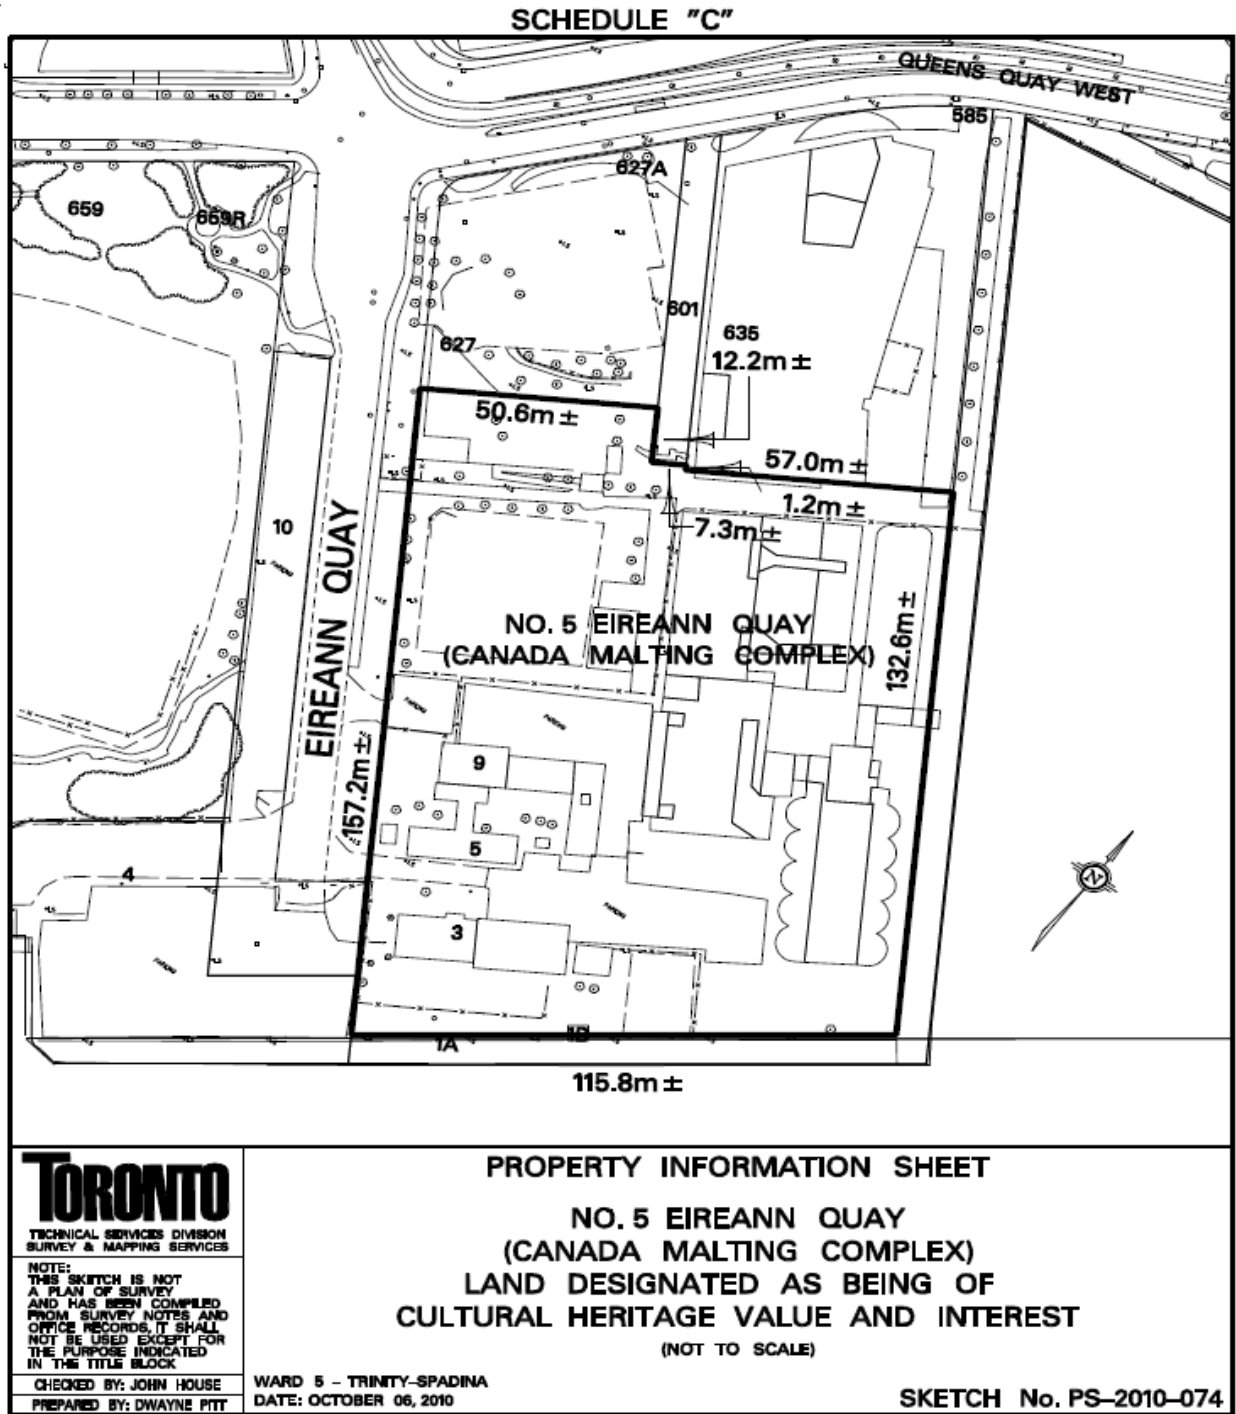 SCHEDULE "C"
QUEENS QUAY WEST
585
627A
659
659R
601
635
627
12.2m ±
50.6m ±
57.0m ±
1.2m ±
7.3m ±
10
EIREANN QUAY
NO. 5 EIREANN QUAY
(CANADA MALTING COMPLEX)
132.6m ±
PARKING
PARKING
PARKING
9
157.2m ±
5
4
PARKING
3
PARKING
N
1A
1D
115.8m ±
TORONTO
TECHNICAL SERVICES DIVISION
SURVEY & MAPPING SERVICES
NOTE:
THIS SKETCH IS NOT
A PLAN OF SURVEY
AND HAS BEEN COMPILED
FROM SURVEY NOTES AND
OFFICE RECORDS, IT SHALL
NOT BE USED EXCEPT FOR
THE PURPOSE INDICATED
IN THE TITLE BLOCK
CHECKED BY: JOHN HOUSE
PREPARED BY: DWAYNE PITT
PROPERTY INFORMATION SHEET
NO. 5 EIREANN QUAY
(CANADA MALTING COMPLEX)
LAND DESIGNATED AS BEING OF
CULTURAL HERITAGE VALUE AND INTEREST
(NOT TO SCALE)
WARD 5 – TRINITY–SPADINA
DATE: OCTOBER 06, 2010
SKETCH No. PS–2010–074